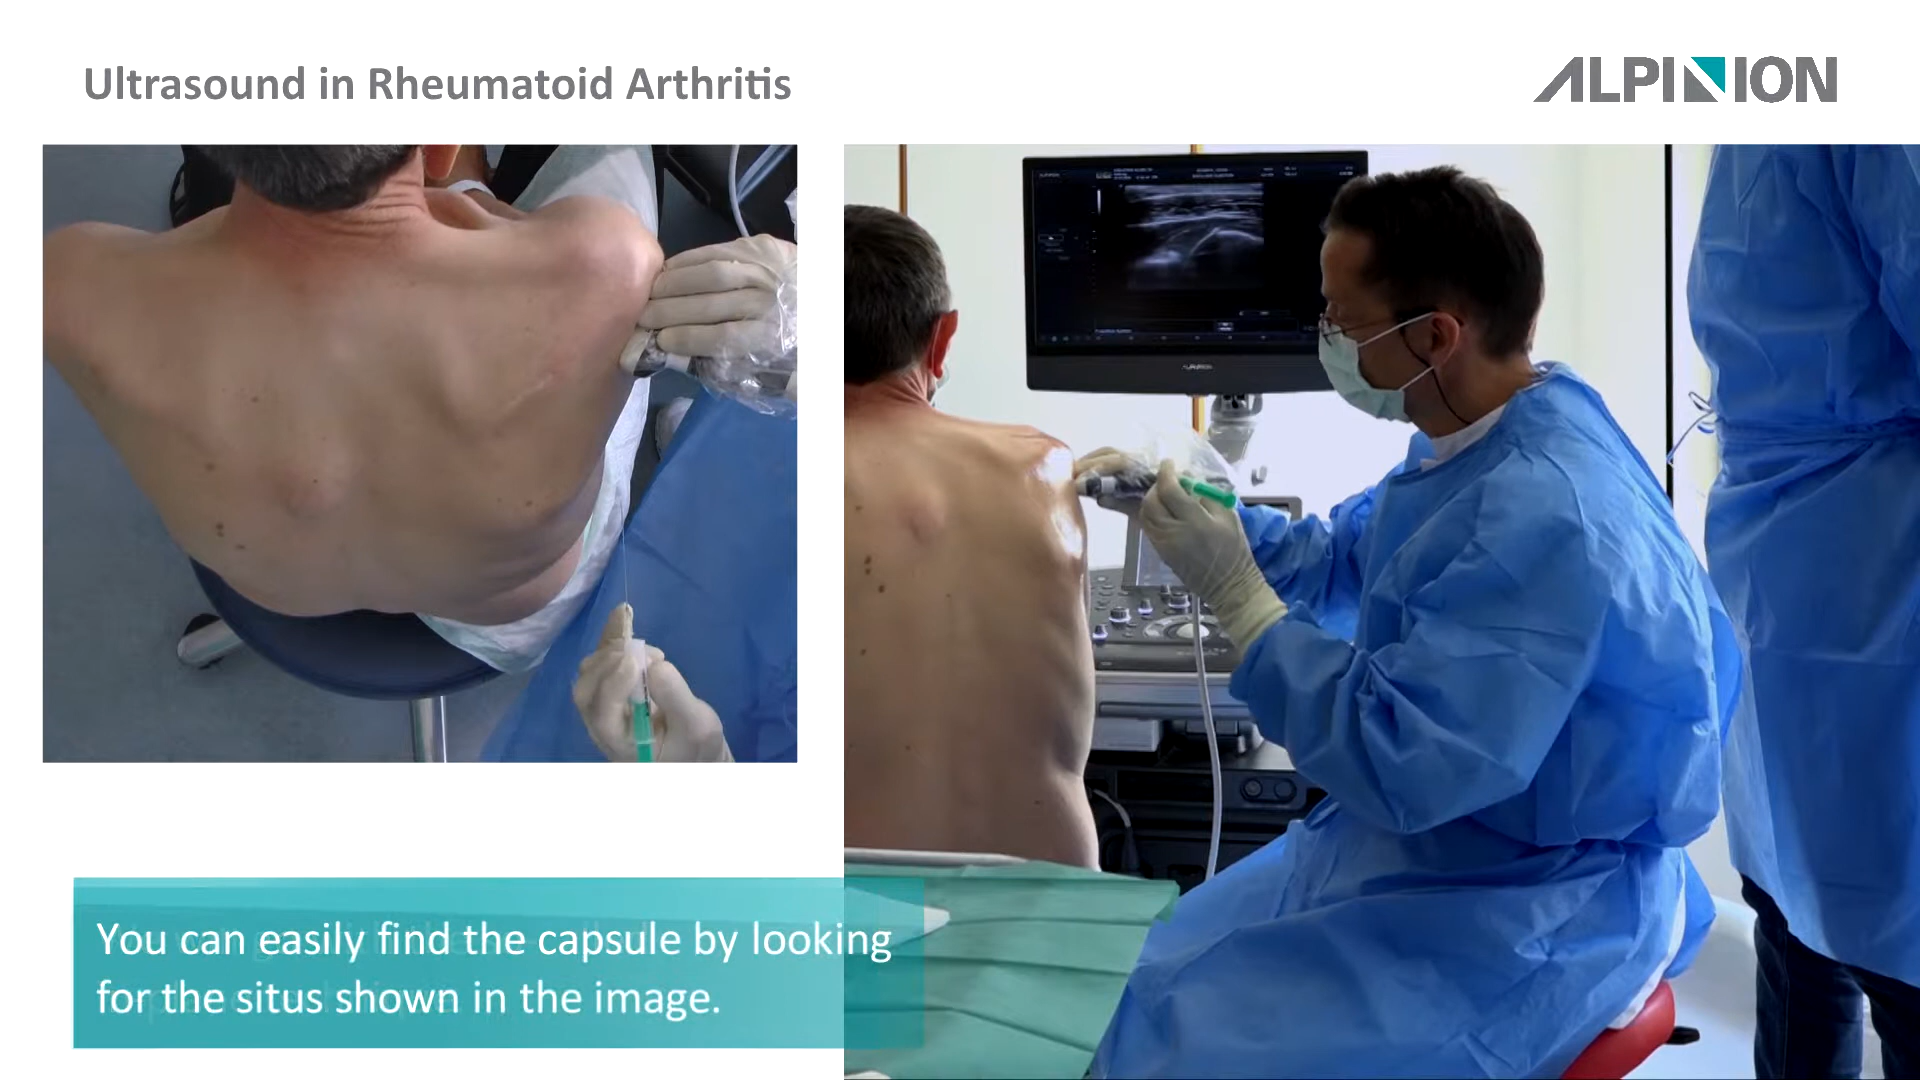 Ultrasound in Rheumatoid Arthritis
ALPINION
You can easily find the capsule by looking
for the situs shown in the image.